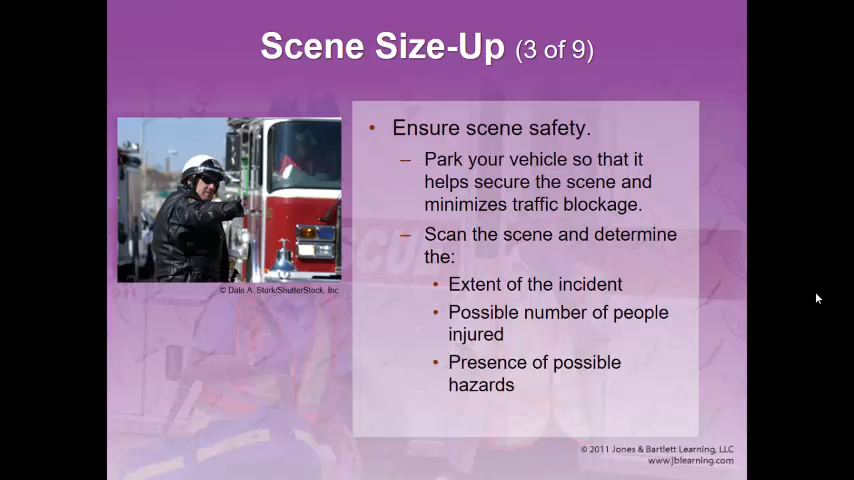 Scene Size-Up (3 of 9)
• Ensure scene safety.
– Park your vehicle so that it
helps secure the scene and
minimizes traffic blockage.
– Scan the scene and determine
the:
• Extent of the incident
• Possible number of people
injured
• Presence of possible
hazards
© Dale A. Stork/ShutterStock, Inc.
© 2011 Jones & Bartlett Learning, LLC
www.jblearning.com